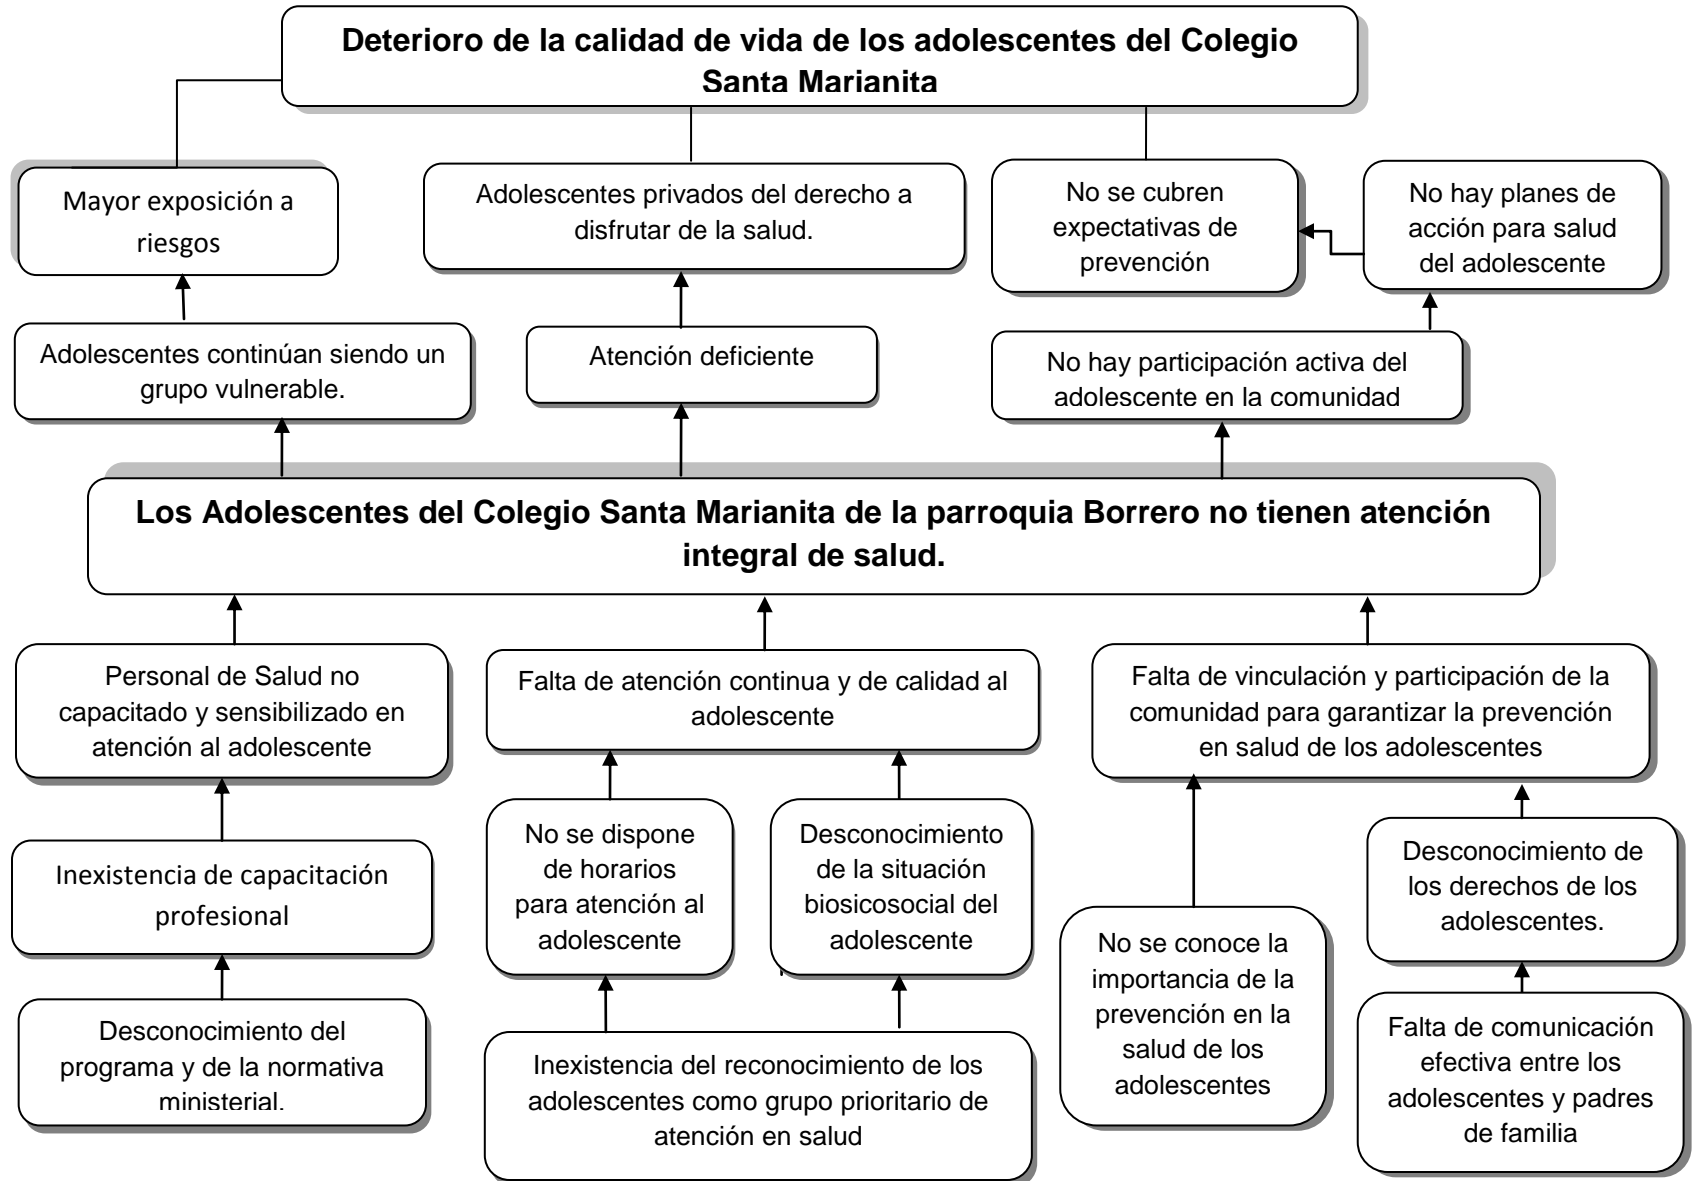 Deterioro de la calidad de vida de los adolescentes del Colegio
Santa Marianita
Mayor exposición a
riesgos
Adolescentes privados del derecho a
disfrutar de la salud.
No se cubren
expectativas de
prevención
No hay planes de
acción para salud
del adolescente
Adolescentes continúan siendo un
grupo vulnerable.
Atención deficiente
No hay participación activa del
adolescente en la comunidad
Los Adolescentes del Colegio Santa Marianita de la parroquia Borrero no tienen atención
integral de salud.
Personal de Salud no
capacitado y sensibilizado en
atención al adolescente
Falta de atención continua y de calidad al
adolescente
Falta de vinculación y participación de la
comunidad para garantizar la prevención
en salud de los adolescentes
Inexistencia de capacitación
profesional
No se dispone
de horarios
para atención al
adolescente
Desconocimiento
de la situación
biosicosocial del
adolescente
No se conoce la
importancia de la
prevención en la
salud de los
adolescentes
Desconocimiento de
los derechos de los
adolescentes.
Desconocimiento del
programa y de la normativa
ministerial.
Inexistencia del reconocimiento de los
adolescentes como grupo prioritario de
atención en salud
Falta de comunicación
efectiva entre los
adolescentes y padres
de familia